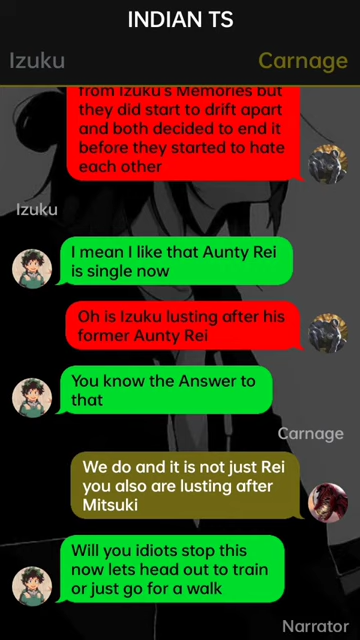 INDIAN TS
Izuku
Carnage
from Izuku's Memories but
they did start to drift apart
and both decided to end it
before they started to hate
each other
Izuku
I mean I like that Aunty Rei
is single now
Oh is Izuku lusting after his
former Aunty Rei
You know the Answer to
that
Carnage
We do and it is not just Rei
you also are lusting after
Mitsuki
Will you idiots stop this
now lets head out to train
or just go for a walk
Narrator